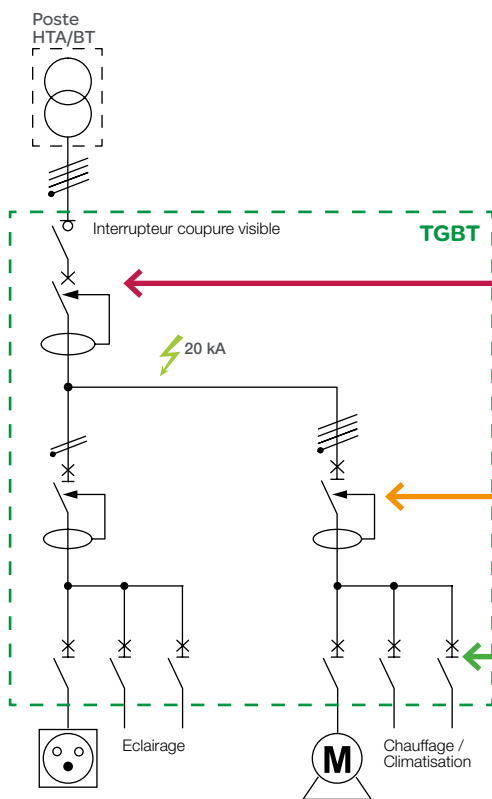 Poste
HTA/BT
Interrupteur coupure visible
TGBT
20 kA
Eclairage
M
Chauffage /
Climatisation